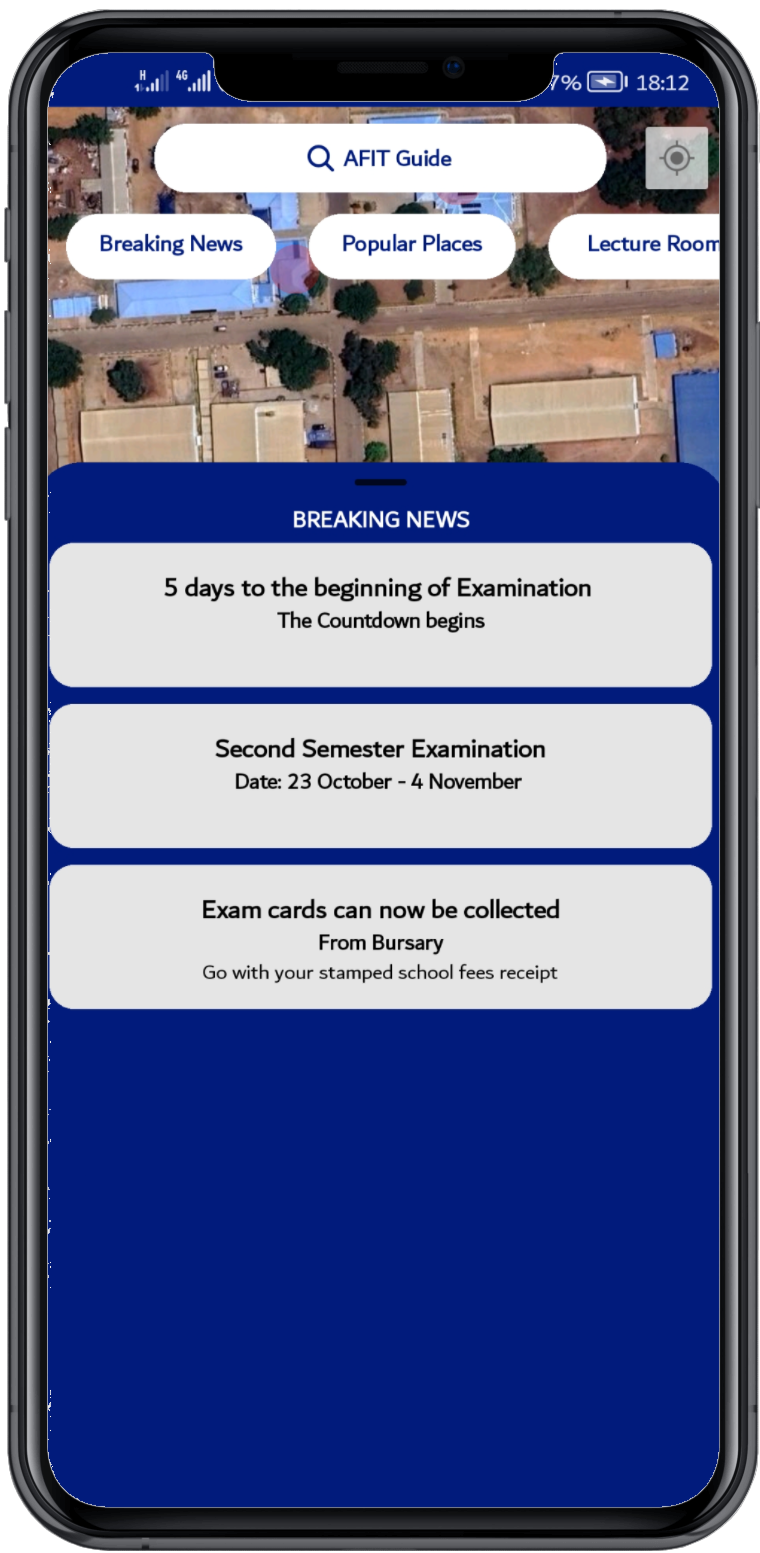 H 4G 7% 18:12
AFIT Guide
Breaking News Popular Places Lecture Room
BREAKING NEWS
5 days to the beginning of Examination
The Countdown begins
Second Semester Examination
Date: 23 October - 4 November
Exam cards can now be collected
From Bursary
Go with your stamped school fees receipt